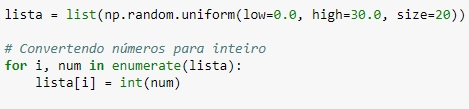 lista = list(np.random.uniform(low=0.0, high=30.0, size=20))
# Convertendo números para inteiro
for i, num in enumerate(lista):
    lista[i] = int(num)